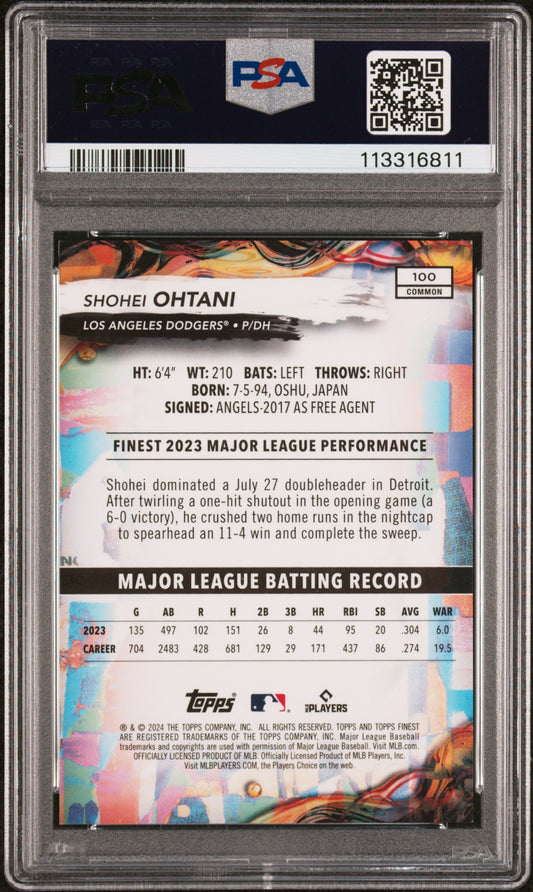 PSA
PSA
113316811
100
COMMON
SHOHEI OHTANI
LOS ANGELES DODGERS® • P/DH
HT: 6'4" WT: 210 BATS: LEFT THROWS: RIGHT
BORN: 7-5-94, OSHU, JAPAN
SIGNED: ANGELS-2017 AS FREE AGENT
FINEST 2023 MAJOR LEAGUE PERFORMANCE
Shohei dominated a July 27 doubleheader in Detroit.
After twirling a one-hit shutout in the opening game (a
6-0 victory), he crushed two home runs in the nightcap
to spearhead an 11-4 win and complete the sweep.
MAJOR LEAGUE BATTING RECORD
G AB R H 2B 3B HR RBI SB AVG WAR
2023 135 497 102 151 26 8 44 95 20 .304 6.0
CAREER 704 2483 428 681 129 29 171 437 86 .274 19.5
Topps PLAYERS
® & © 2024 THE TOPPS COMPANY, INC. ALL RIGHTS RESERVED. TOPPS AND TOPPS FINEST
ARE REGISTERED TRADEMARKS OF THE TOPPS COMPANY, INC. Major League Baseball
trademarks and copyrights are used with permission of Major League Baseball. Visit MLB.com.
OFFICIALLY LICENSED PRODUCT OF MLB. Officially Licensed Product of MLB Players, Inc.
Visit MLBPLAYERS.COM, the Players Choice on the web.
PSA